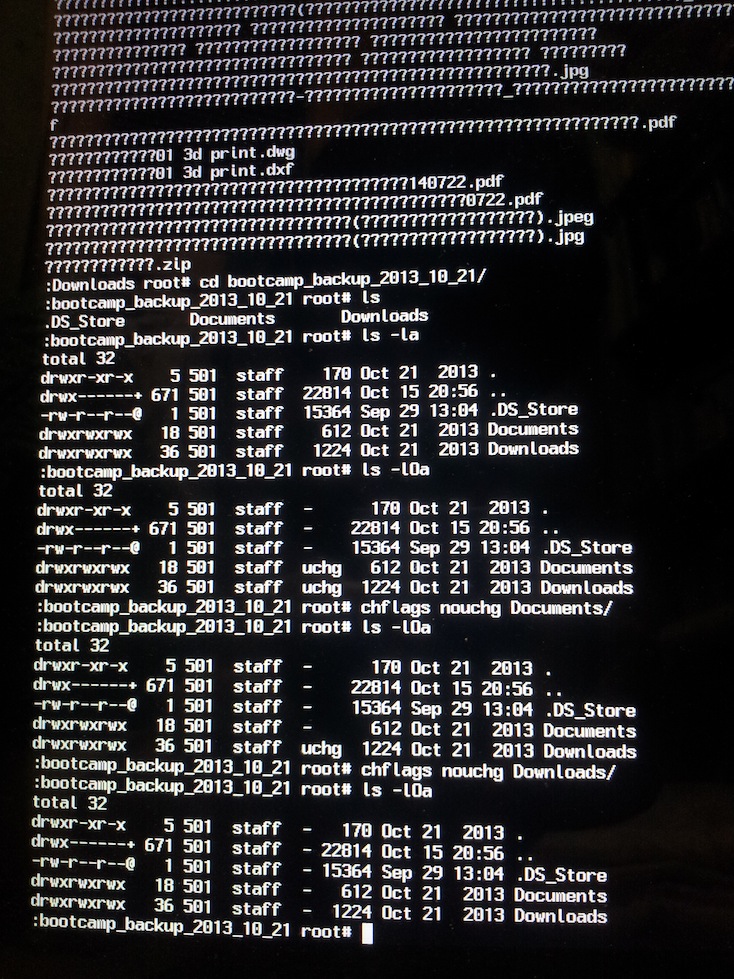 .jpg
f
.pdf
????????????01 3d print.dwg
????????????01 3d print.dxf
140722.pdf
0722.pdf
.jpeg
.jpg
????????????.zip
:Downloads root# cd bootcamp_backup_2013_10_21/
:bootcamp_backup_2013_10_21 root# ls
.DS_Store Documents Downloads
:bootcamp_backup_2013_10_21 root# ls -la
total 32
drwxr-xr-x 5 501 staff 170 Oct 21 2013 .
drwx------+ 671 501 staff 22814 Oct 15 20:56 ..
-rw-r--r--@ 1 501 staff 15364 Sep 29 13:04 .DS_Store
drwxrwxrwx 18 501 staff 612 Oct 21 2013 Documents
drwxrwxrwx 36 501 staff 1224 Oct 21 2013 Downloads
:bootcamp_backup_2013_10_21 root# ls -lOa
total 32
drwxr-xr-x 5 501 staff - 170 Oct 21 2013 .
drwx------+ 671 501 staff - 22814 Oct 15 20:56 ..
-rw-r--r--@ 1 501 staff - 15364 Sep 29 13:04 .DS_Store
drwxrwxrwx 18 501 staff uchg 612 Oct 21 2013 Documents
drwxrwxrwx 36 501 staff uchg 1224 Oct 21 2013 Downloads
:bootcamp_backup_2013_10_21 root# chflags nouchg Documents/
:bootcamp_backup_2013_10_21 root# ls -lOa
total 32
drwxr-xr-x 5 501 staff - 170 Oct 21 2013 .
drwx------+ 671 501 staff - 22814 Oct 15 20:56 ..
-rw-r--r--@ 1 501 staff - 15364 Sep 29 13:04 .DS_Store
drwxrwxrwx 18 501 staff - 612 Oct 21 2013 Documents
drwxrwxrwx 36 501 staff uchg 1224 Oct 21 2013 Downloads
:bootcamp_backup_2013_10_21 root# chflags nouchg Downloads/
:bootcamp_backup_2013_10_21 root# ls -lOa
total 32
drwxr-xr-x 5 501 staff - 170 Oct 21 2013 .
drwx------+ 671 501 staff - 22814 Oct 15 20:56 ..
-rw-r--r--@ 1 501 staff - 15364 Sep 29 13:04 .DS_Store
drwxrwxrwx 18 501 staff - 612 Oct 21 2013 Documents
drwxrwxrwx 36 501 staff - 1224 Oct 21 2013 Downloads
:bootcamp_backup_2013_10_21 root#